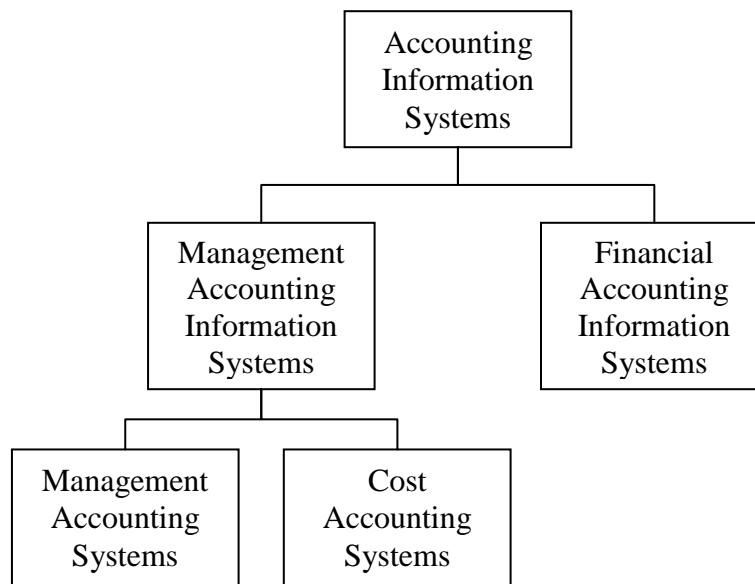 Accounting
Information
Systems
Management
Accounting
Information
Systems
Financial
Accounting
Information
Systems
Management
Accounting
Systems
Cost
Accounting
Systems